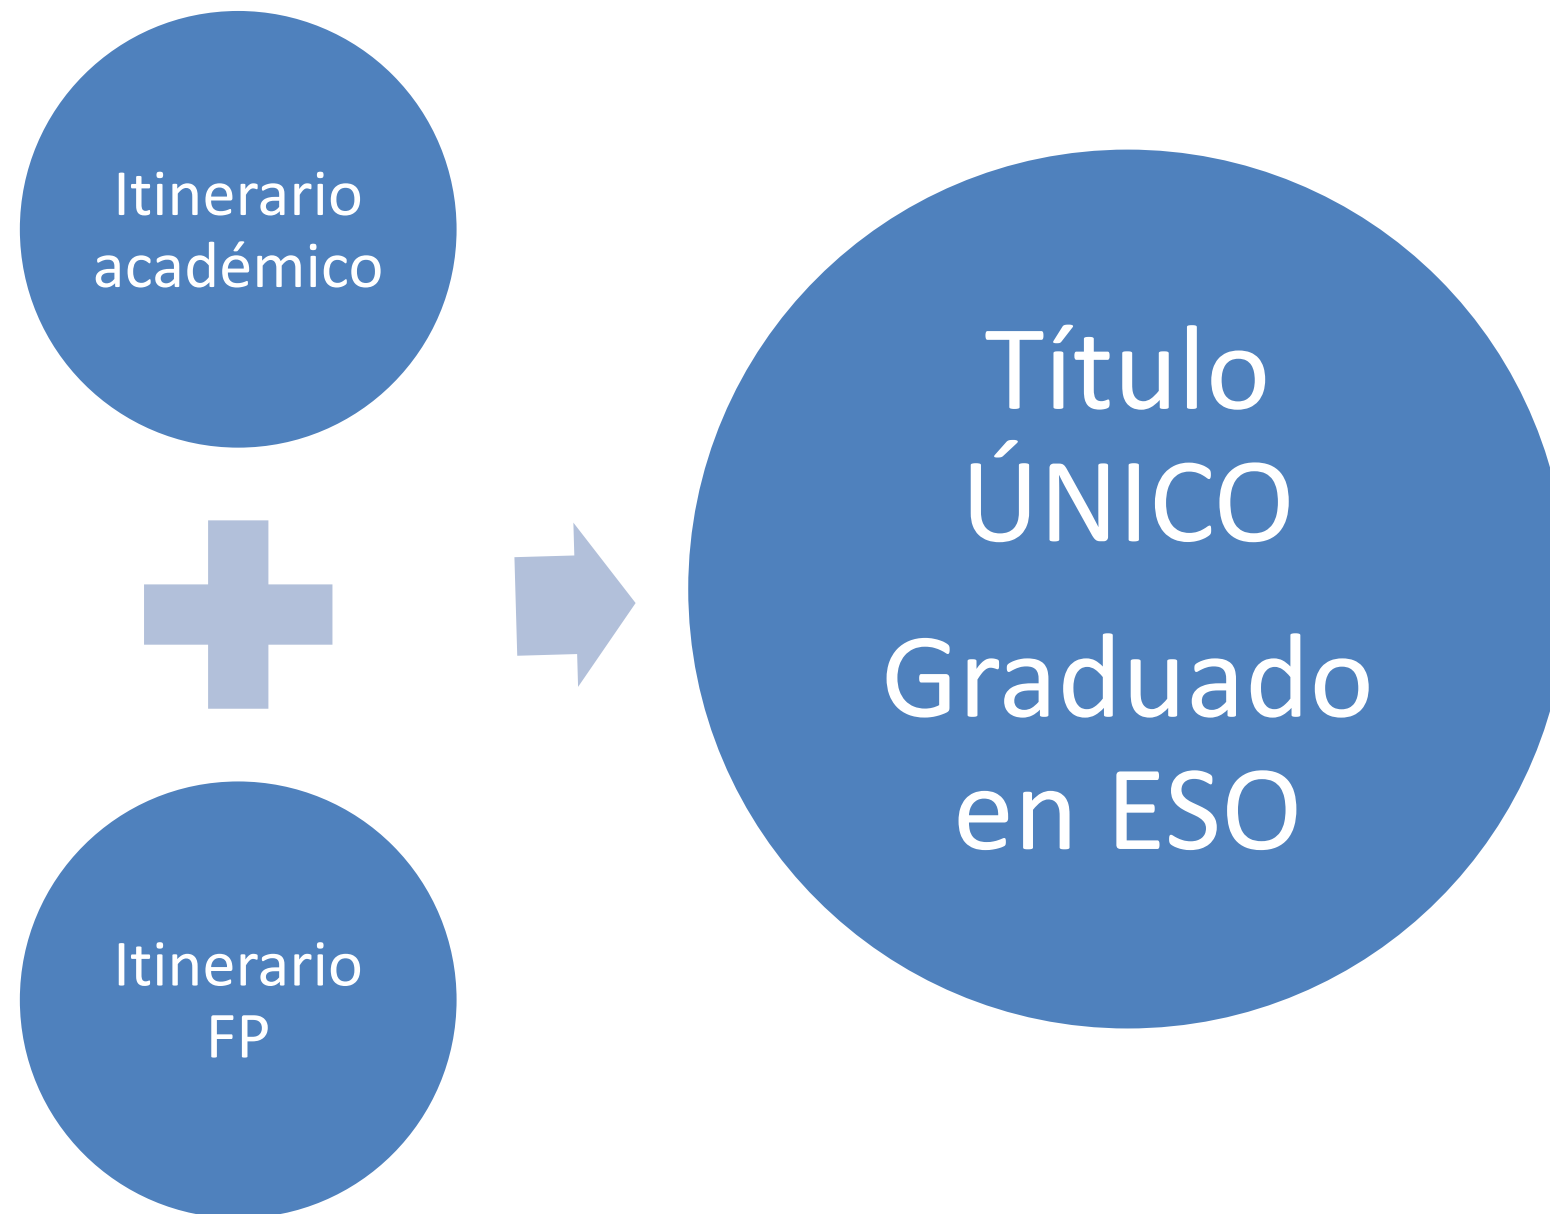 Itinerario
académico
Itinerario
FP
Título
ÚNICO
Graduado
en ESO